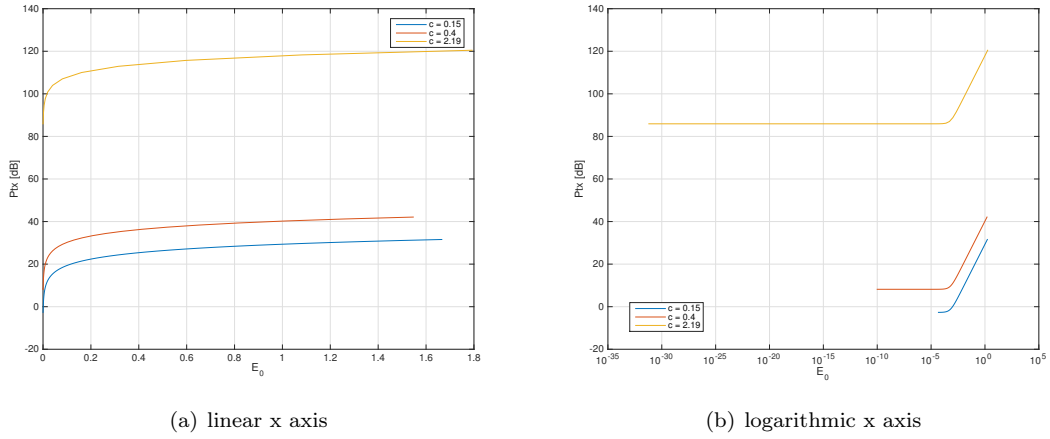 140
120
100
80
60
40
20
0
-20
Ptx [dB]
0 0.2 0.4 0.6 0.8 1 1.2 1.4 1.6 1.8
E₀
c = 0.15
c = 0.4
c = 2.19
(a) linear x axis
140
120
100
80
60
40
20
0
-20
Ptx [dB]
10⁻³⁵ 10⁻³⁰ 10⁻²⁵ 10⁻²⁰ 10⁻¹⁵ 10⁻¹⁰ 10⁻⁵ 10⁰ 10⁵
E₀
c = 0.15
c = 0.4
c = 2.19
(b) logarithmic x axis